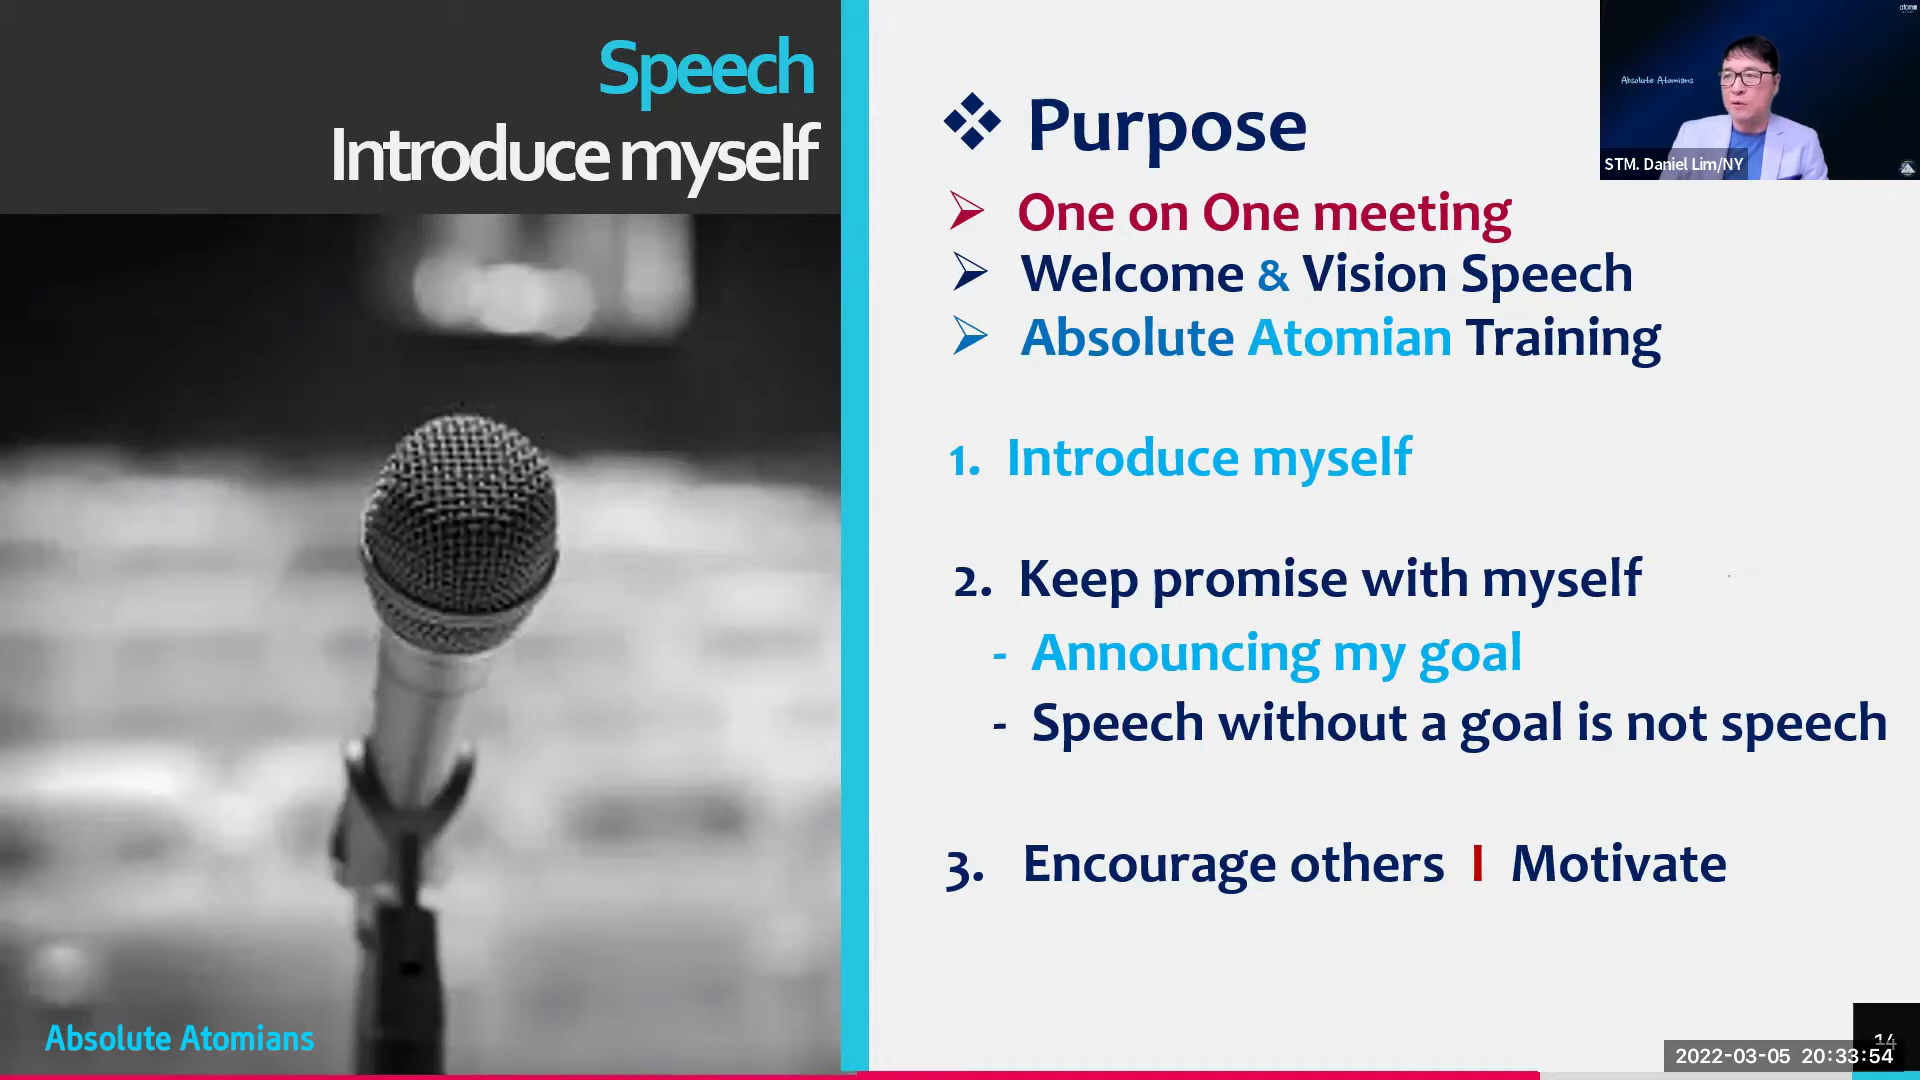 Speech
Introduce myself
Absolute Atomians
❖ Purpose
➢ One on One meeting
➢ Welcome & Vision Speech
➢ Absolute Atomian Training
1. Introduce myself
2. Keep promise with myself
- Announcing my goal
- Speech without a goal is not speech
3. Encourage others I Motivate
Absolute Atomians
STM. Daniel Lim/NY
14
2022-03-05 20:33:54